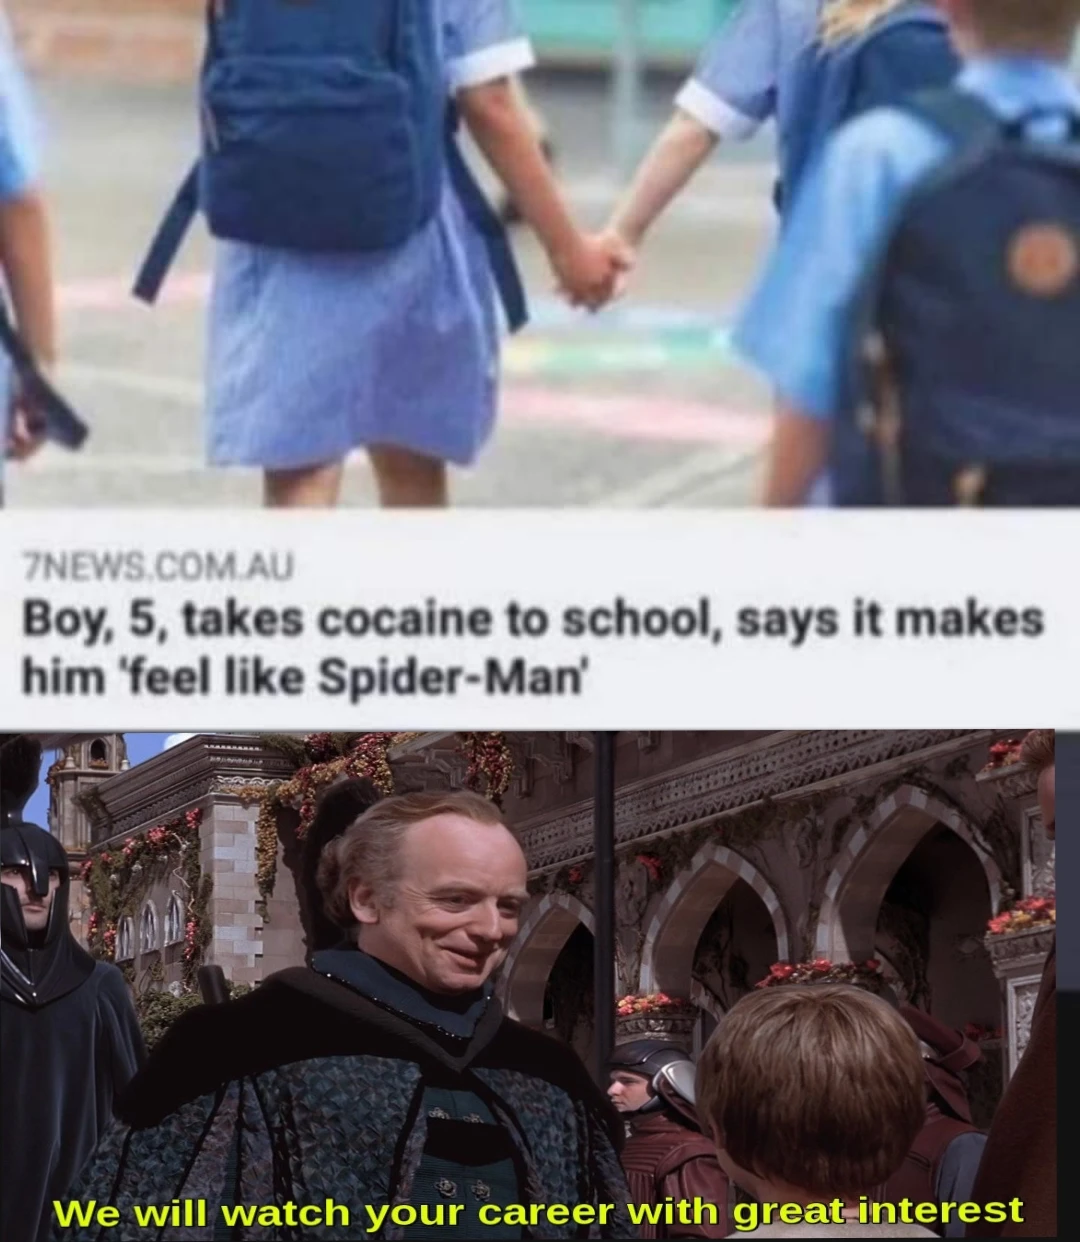 7NEWS.COM.AU
Boy, 5, takes cocaine to school, says it makes
him 'feel like Spider-Man'
We will watch your career with great interest